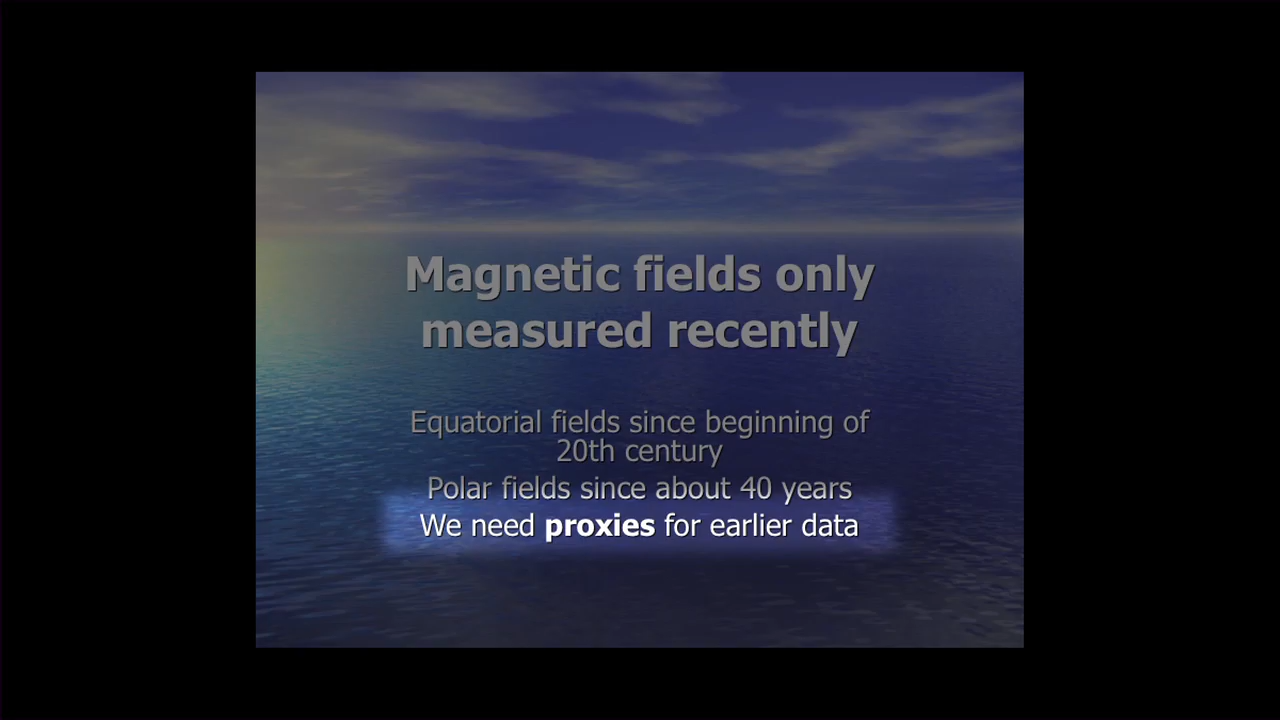 Magnetic fields only
measured recently
Equatorial fields since beginning of
20th century
Polar fields since about 40 years
We need proxies for earlier data